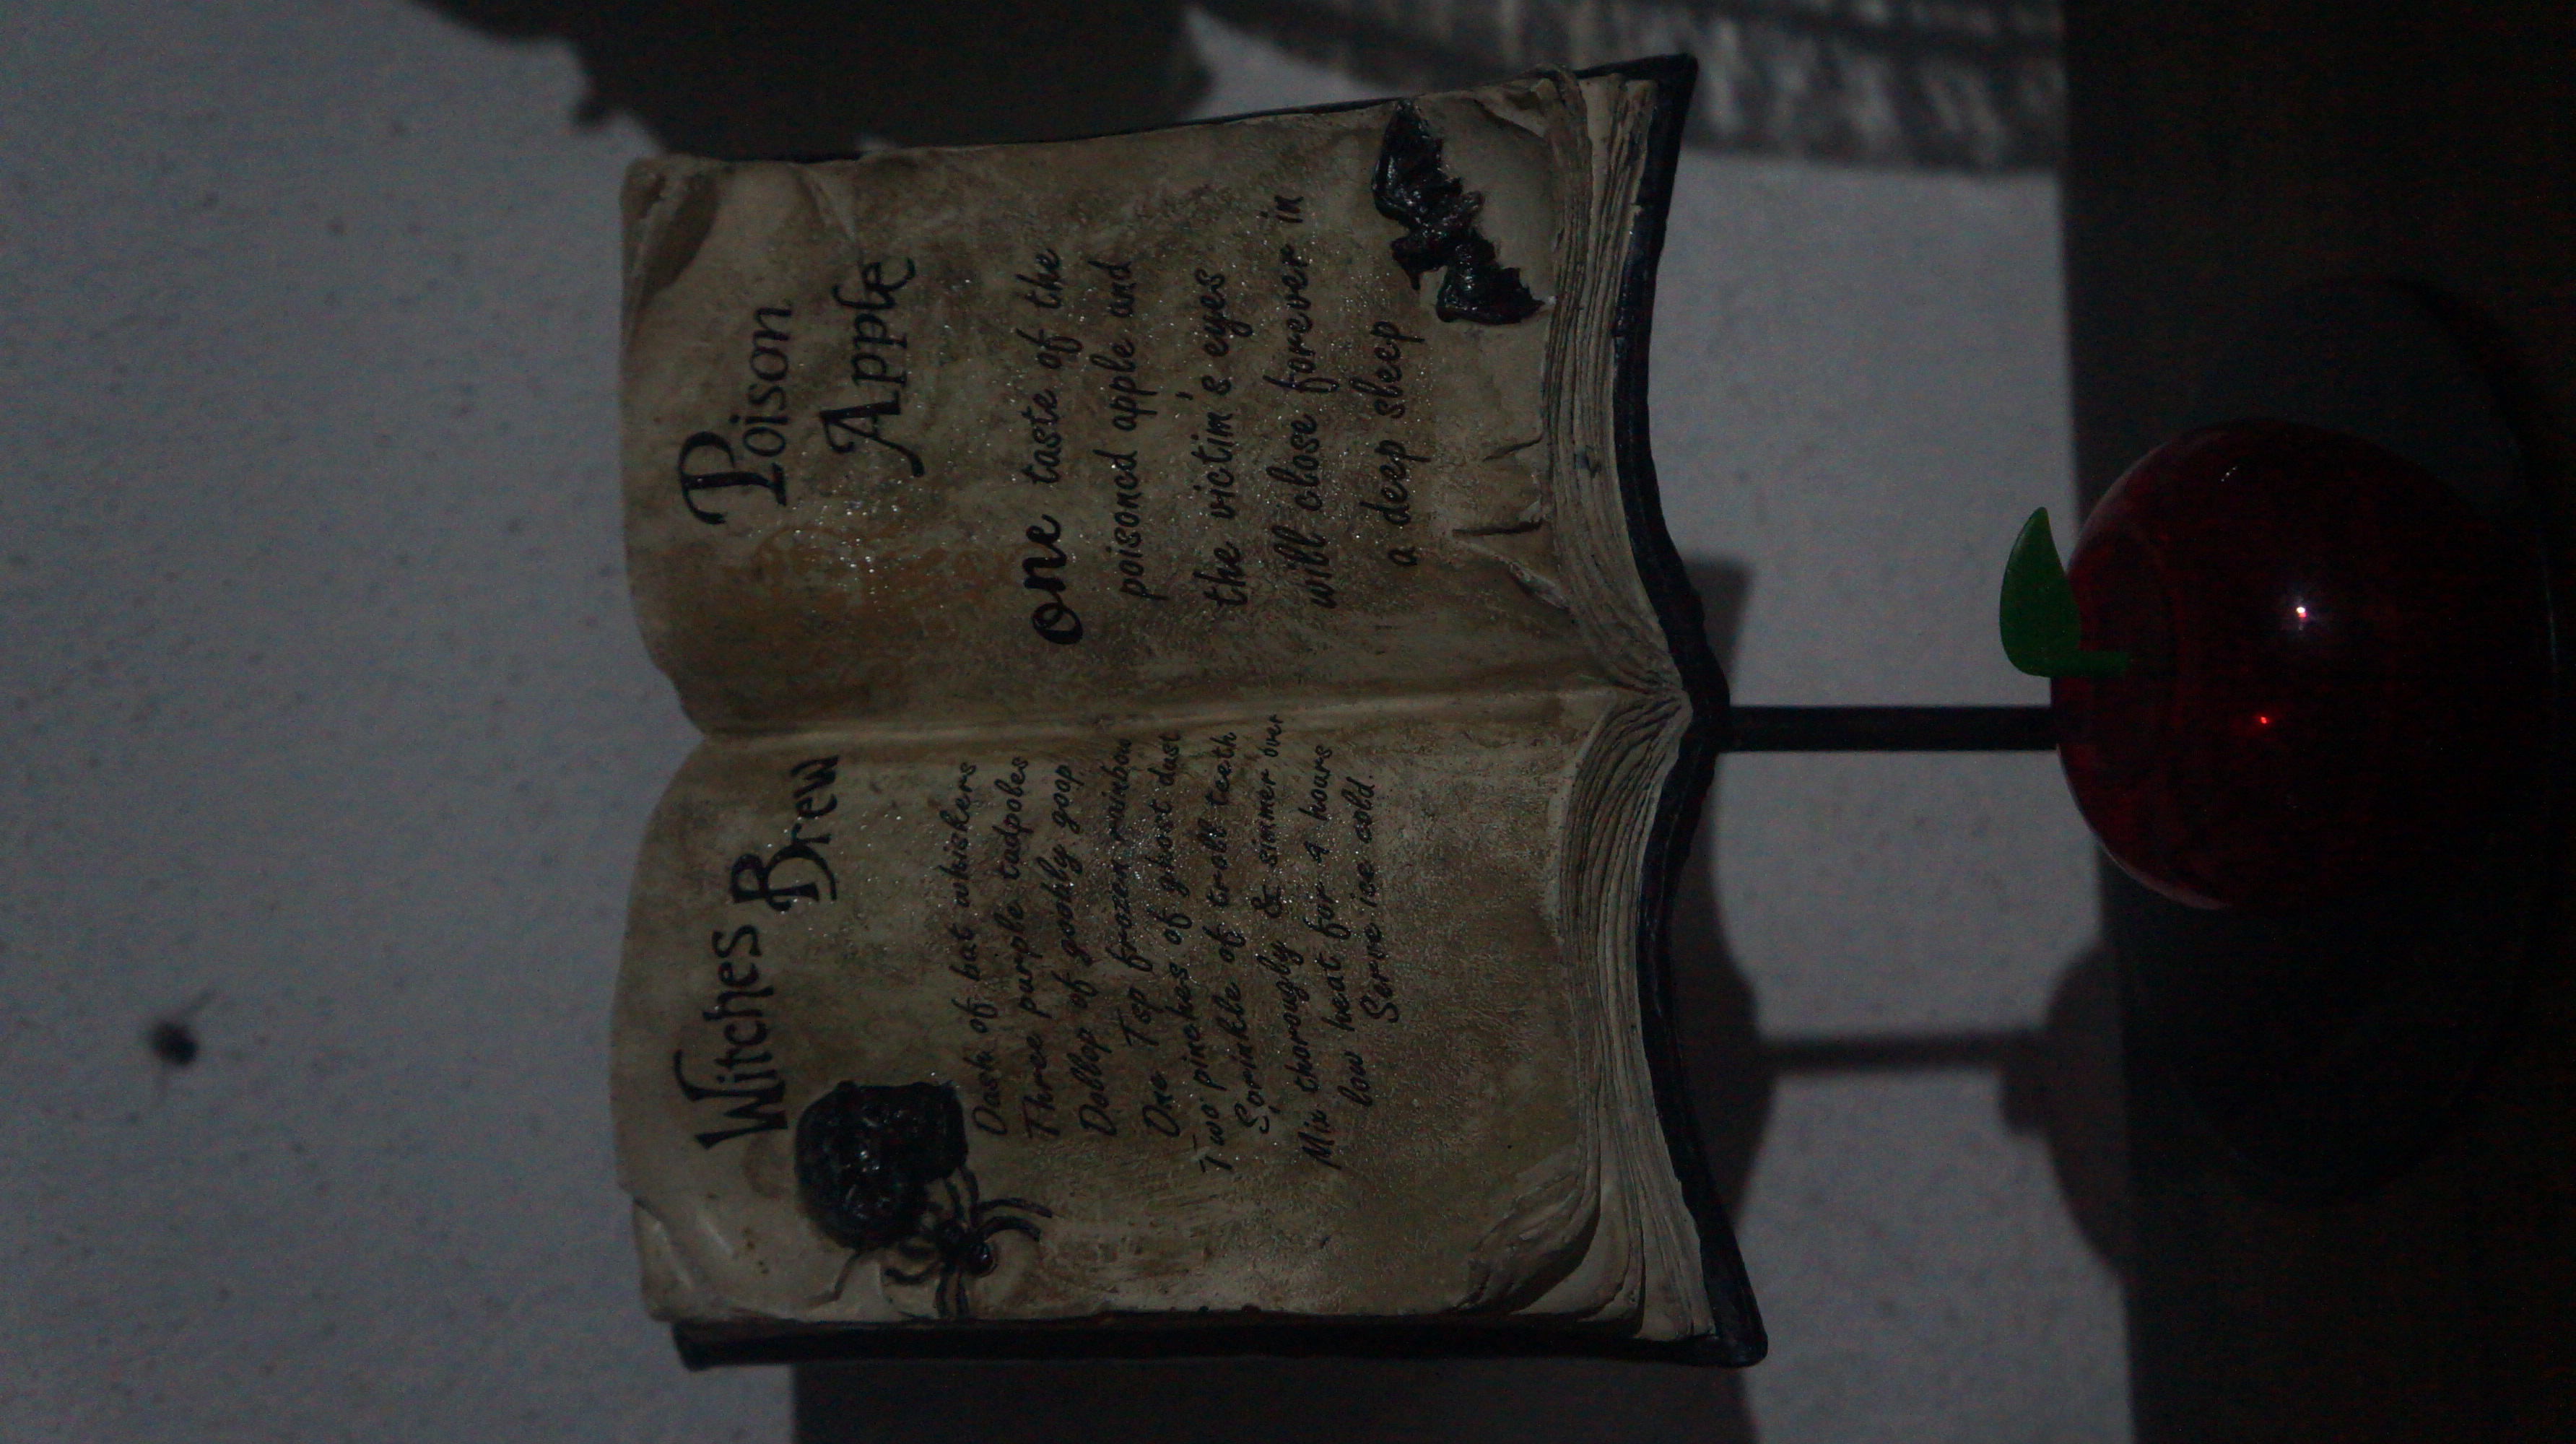 Witches
Brew
Dash of bat whiskers
Three purple tadpoles
Dollop of goobly goop
One Tsp frozen rainbow
Two pinches of ghost dust
Sprinkle of troll teeth
Mix thorougly & simmer over
low heat for 4 hours
Serve ice cold.
Poison
Apple
one taste of the
poisoned apple and
the victim's eyes
will close forever in
a deep sleep